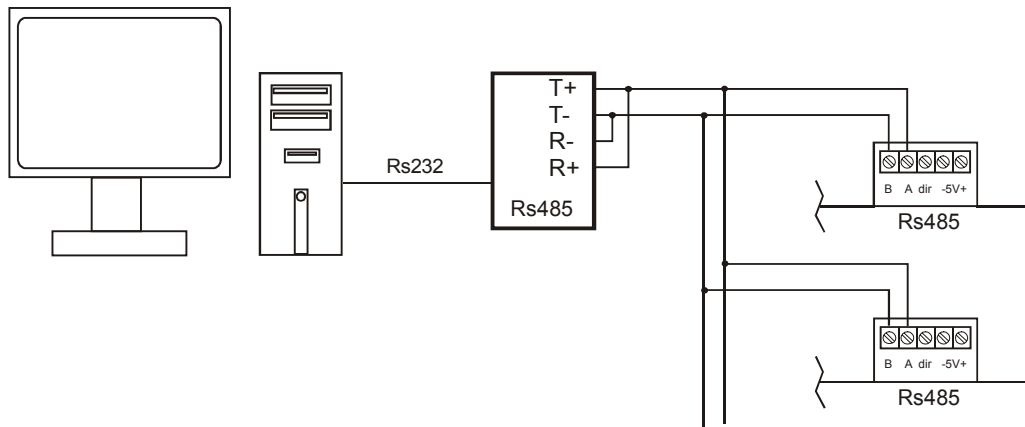 T+
T-
R-
R+
Rs232
Rs485
B A dir -5V+
Rs485
B A dir -5V+
Rs485